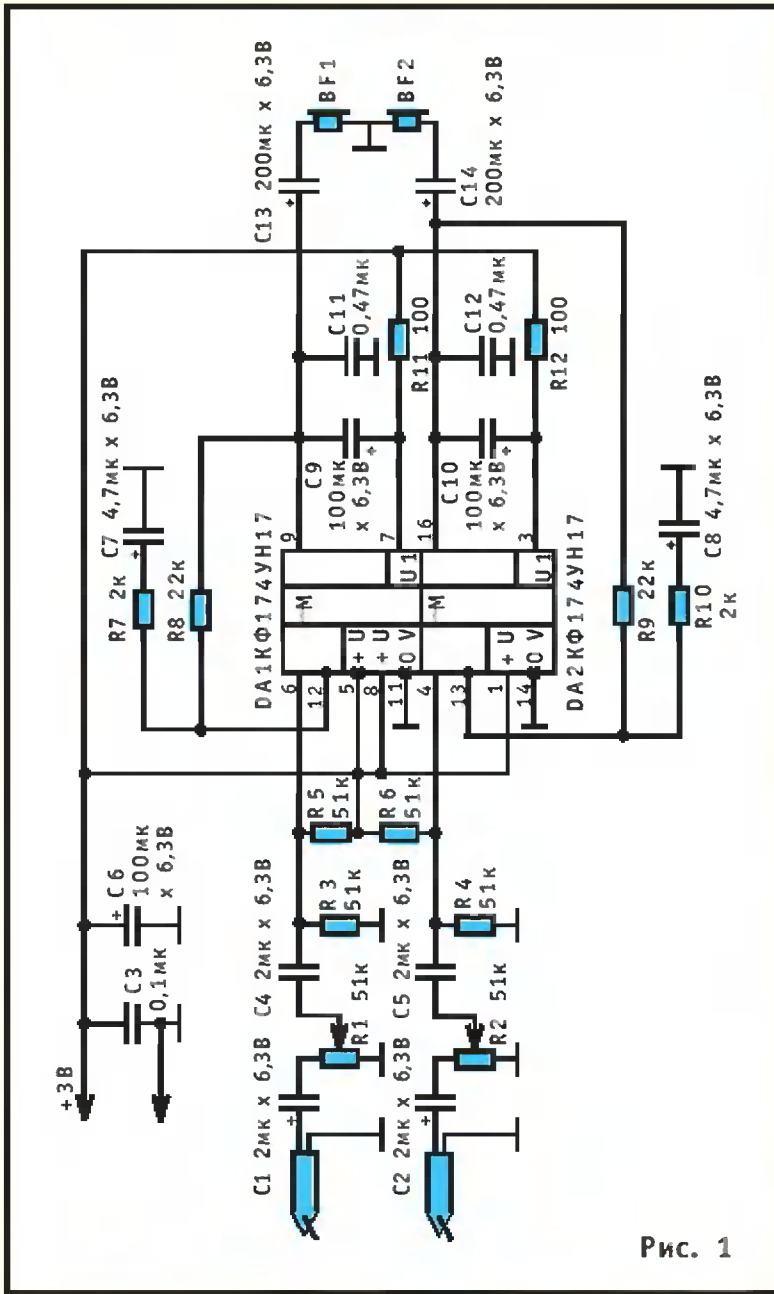 +3В
C3
0,1мк
C6
100мк
x 6,3В
C7 4,7мк x 6,3В
R7 2к
R8 22к
C13 200мк x 6,3В
BF1
BF2
C14
200мк x 6,3В
C11
0,47мк
R11 100
C12
0,47мк
R12 100
C9
100мк
x 6,3В
C10
100мк
x 6,3В
DA1КФ174УН17
DA2КФ174УН17
6
12
5
8
11
4
13
1
14
9
7
16
3
M
+U
+U
0V
U1
M
+U
0V
U1
R5
51к
R6
51к
C4 2мк x 6,3В
R3
51к
R1 51к
C1 2мк x 6,3В
C5 2мк x 6,3В
R4
51к
R2 51к
C2 2мк x 6,3В
R9 22к
R10
2к
C8 4,7мк x 6,3В
Рис. 1